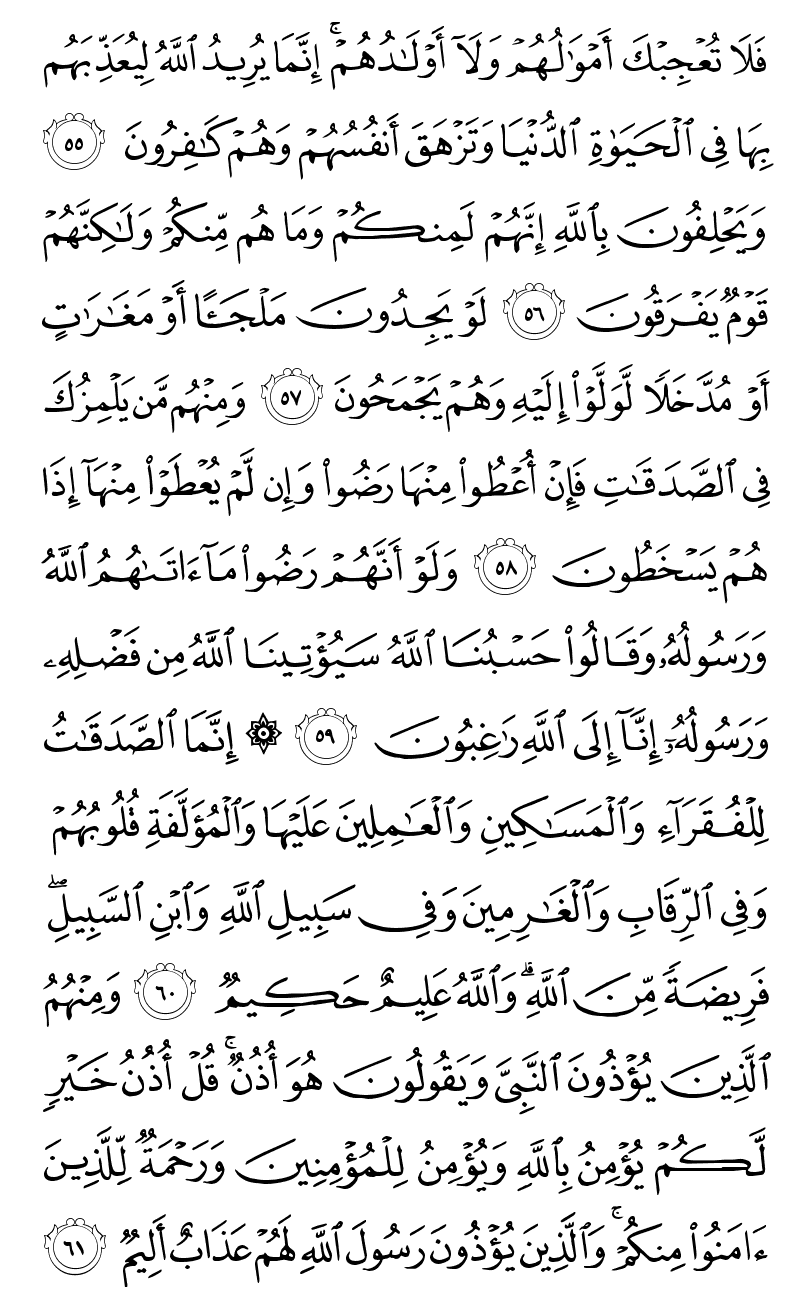 فَلَا تُعۡجِبۡكَ أَمۡوَٰلُهُمۡ وَلَآ أَوۡلَٰدُهُمۡۚ إِنَّمَا يُرِيدُ ٱللَّهُ لِيُعَذِّبَهُم
بِهَا فِي ٱلۡحَيَوٰةِ ٱلدُّنۡيَا وَتَزۡهَقَ أَنفُسُهُمۡ وَهُمۡ كَٰفِرُونَ ٥٥
وَيَحۡلِفُونَ بِٱللَّهِ إِنَّهُمۡ لَمِنكُمۡ وَمَا هُم مِّنكُمۡ وَلَٰكِنَّهُمۡ
قَوۡمٞ يَفۡرَقُونَ ٥٦ لَوۡ يَجِدُونَ مَلۡجَـًٔا أَوۡ مَغَٰرَٰتٍ
أَوۡ مُدَّخَلٗا لَّوَلَّوۡاْ إِلَيۡهِ وَهُمۡ يَجۡمَحُونَ ٥٧ وَمِنۡهُم مَّن يَلۡمِزُكَ
فِي ٱلصَّدَقَٰتِ فَإِنۡ أُعۡطُواْ مِنۡهَا رَضُواْ وَإِن لَّمۡ يُعۡطَوۡاْ مِنۡهَآ إِذَا
هُمۡ يَسۡخَطُونَ ٥٨ وَلَوۡ أَنَّهُمۡ رَضُواْ مَآ ءَاتَىٰهُمُ ٱللَّهُ
وَرَسُولُهُۥ وَقَالُواْ حَسۡبُنَا ٱللَّهُ سَيُؤۡتِينَا ٱللَّهُ مِن فَضۡلِهِۦ
وَرَسُولُهُۥٓ إِنَّآ إِلَى ٱللَّهِ رَٰغِبُونَ ٥٩ ۞ إِنَّمَا ٱلصَّدَقَٰتُ
لِلۡفُقَرَآءِ وَٱلۡمَسَٰكِينِ وَٱلۡعَٰمِلِينَ عَلَيۡهَا وَٱلۡمُؤَلَّفَةِ قُلُوبُهُمۡ
وَفِي ٱلرِّقَابِ وَٱلۡغَٰرِمِينَ وَفِي سَبِيلِ ٱللَّهِ وَٱبۡنِ ٱلسَّبِيلِۖ
فَرِيضَةٗ مِّنَ ٱللَّهِۗ وَٱللَّهُ عَلِيمٌ حَكِيمٞ ٦٠ وَمِنۡهُمُ
ٱلَّذِينَ يُؤۡذُونَ ٱلنَّبِيَّ وَيَقُولُونَ هُوَ أُذُنٞۚ قُلۡ أُذُنُ خَيۡرٖ
لَّكُمۡ يُؤۡمِنُ بِٱللَّهِ وَيُؤۡمِنُ لِلۡمُؤۡمِنِينَ وَرَحۡمَةٞ لِّلَّذِينَ
ءَامَنُواْ مِنكُمۡۚ وَٱلَّذِينَ يُؤۡذُونَ رَسُولَ ٱللَّهِ لَهُمۡ عَذَابٌ أَلِيمٞ ٦١